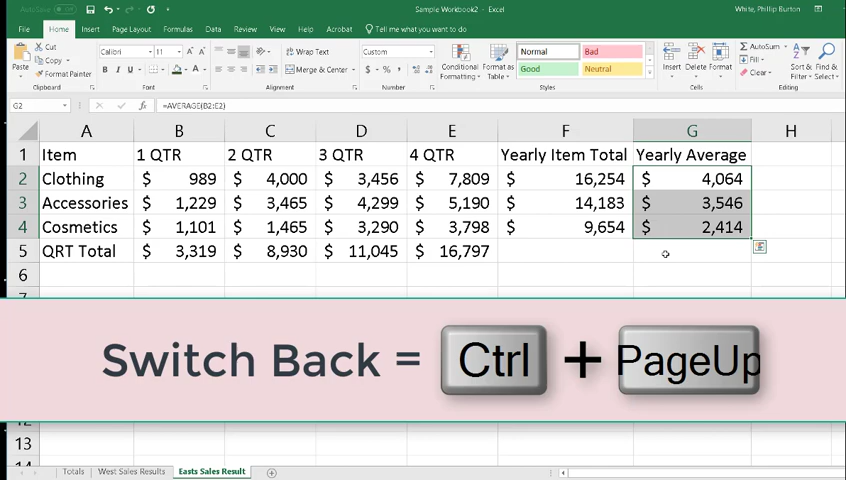 AutoSave
Sample Workbook2 - Excel
White, Phillip Burton
File Home Insert Page Layout Formulas Data Review View Help Acrobat Tell me what you want to do
Cut
Copy
Format Painter
Paste
Clipboard
Calibri 11
B I U
Font
Wrap Text
Merge & Center
Alignment
Custom
$ %
Number
Conditional
Formatting
Format as
Table
Normal Bad
Good Neutral
Styles
Insert Delete Format
Cells
AutoSum
Fill
Clear
Sort &
Filter
Find &
Select
Editing
G2 fx =AVERAGE(B2:E2)
A B C D E F G H
1 Item 1 QTR 2 QTR 3 QTR 4 QTR Yearly Item Total Yearly Average
2 Clothing $ 989 $ 4,000 $ 3,456 $ 7,809 $ 16,254 $ 4,064
3 Accessories $ 1,229 $ 3,465 $ 4,299 $ 5,190 $ 14,183 $ 3,546
4 Cosmetics $ 1,101 $ 1,465 $ 3,290 $ 3,798 $ 9,654 $ 2,414
5 QRT Total $ 3,319 $ 8,930 $ 11,045 $ 16,797
6
7
Switch Back = Ctrl + PageUp
12
13
Totals West Sales Results Easts Sales Result